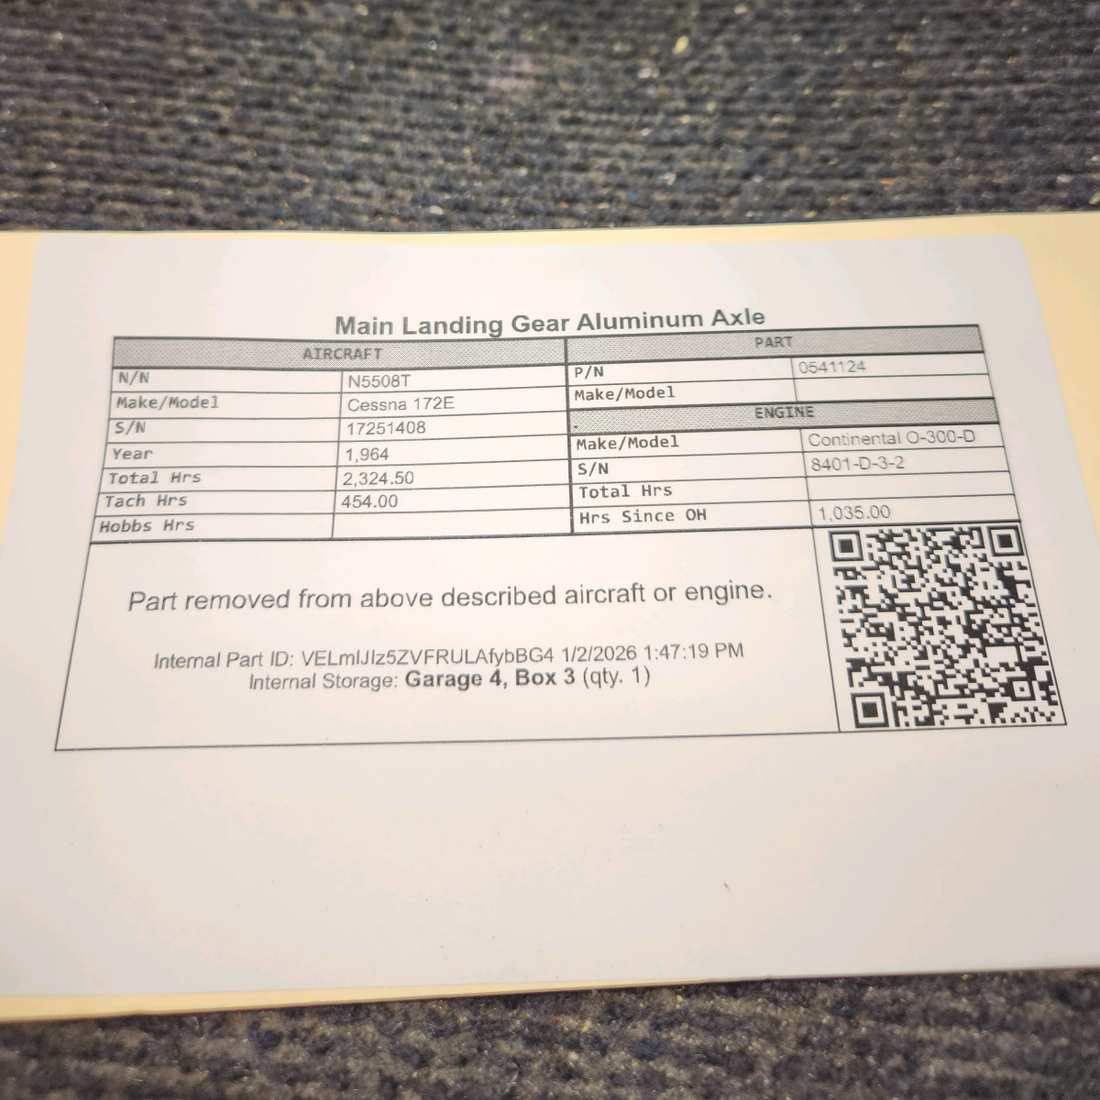 Main Landing Gear Aluminum Axle
AIRCRAFT
N/N N5508T
Make/Model Cessna 172E
S/N 17251408
Year 1,964
Total Hrs 2,324.50
Tach Hrs 454.00
Hobbs Hrs
PART
P/N 0541124
Make/Model
ENGINE
Make/Model Continental O-300-D
S/N 8401-D-3-2
Total Hrs
Hrs Since OH 1,035.00
Part removed from above described aircraft or engine.
Internal Part ID: VELmlJIz5ZVFRULAfybBG4 1/2/2026 1:47:19 PM
Internal Storage: Garage 4, Box 3 (qty. 1)